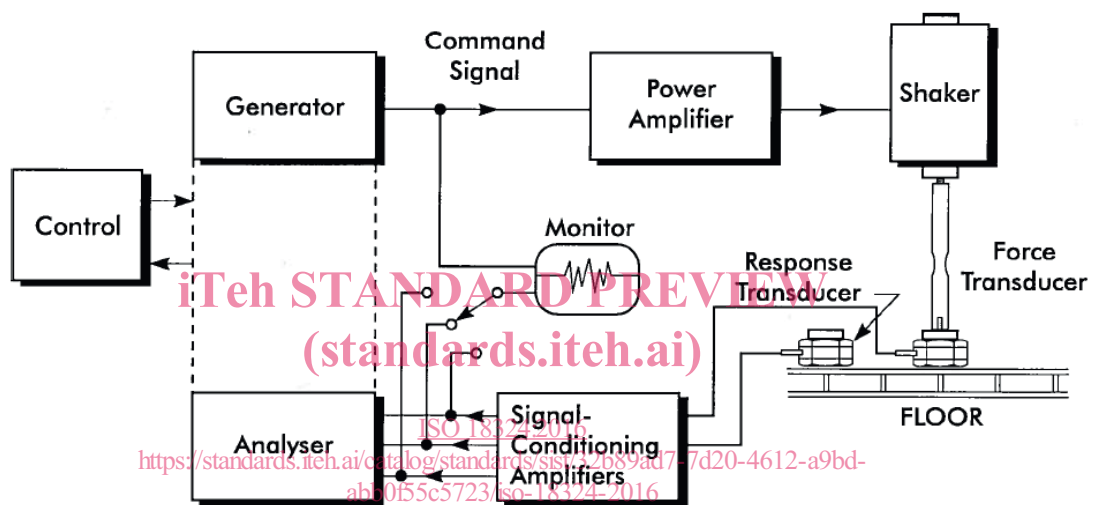 Command
Signal
Generator
Power
Amplifier
Shaker
Control
Monitor
Response
Transducer
Force
Transducer
iTeh STANDARD PREVIEW
(standards.iteh.ai)
FLOOR
Analyser
Signal-
Conditioning
Amplifiers
ISO 18324:2016
https://standards.iteh.ai/catalog/standards/sist/32b89ad7-7d20-4612-a9bd-
abb0f55c5723/iso-18324-2016